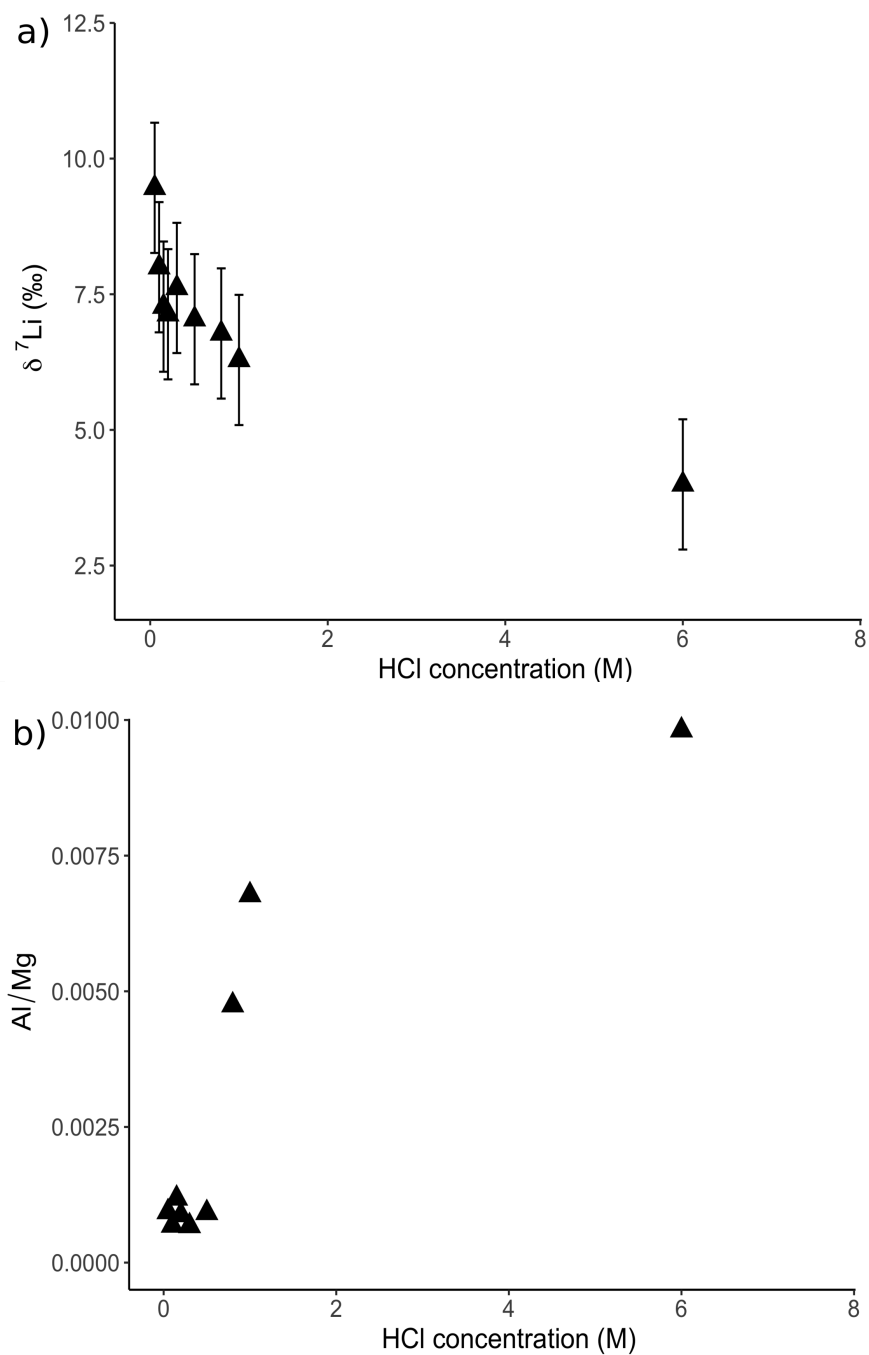 a)
12.5
10.0
7.5
5.0
2.5
δ ⁷Li (‰)
0 2 4 6 8
HCl concentration (M)
b)
0.0100
0.0075
0.0050
0.0025
0.0000
Al/Mg
0 2 4 6 8
HCl concentration (M)